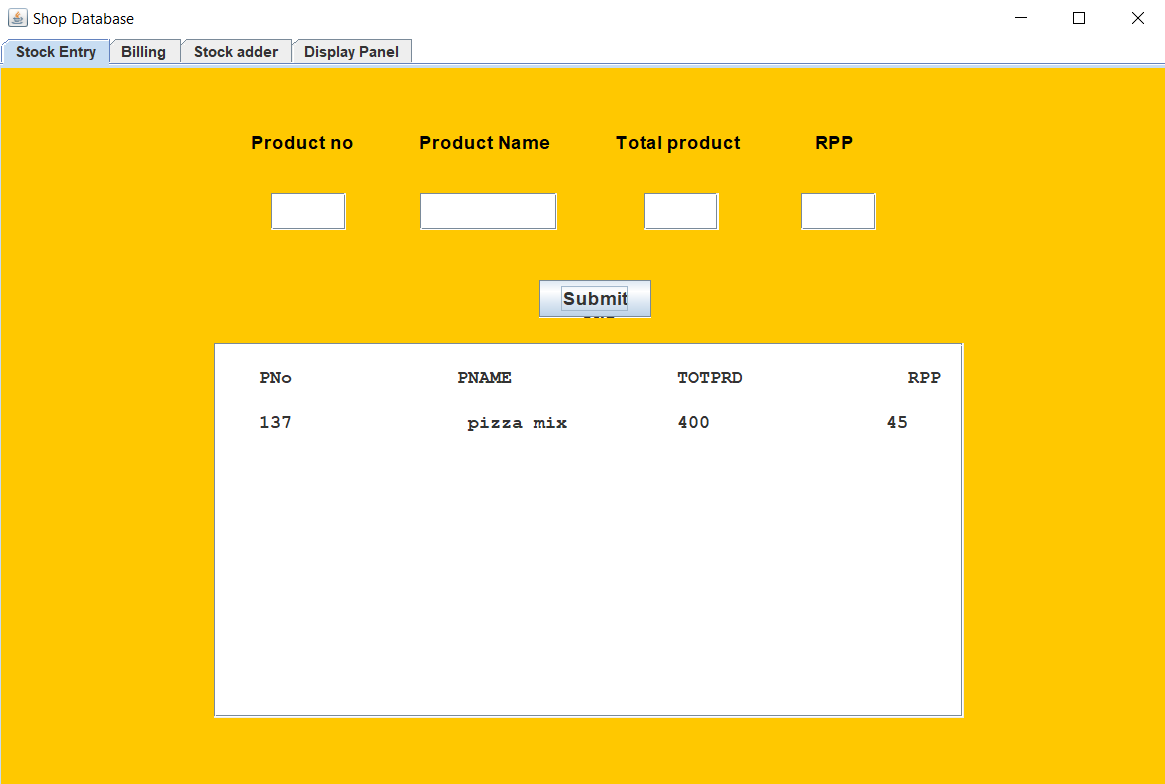 Shop Database
Stock Entry Billing Stock adder Display Panel
Product no Product Name Total product RPP
Submit
PNo PNAME TOTPRD RPP
137 pizza mix 400 45